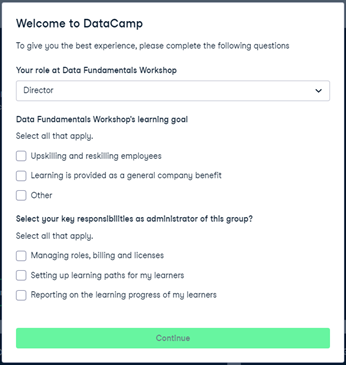 Welcome to DataCamp
To give you the best experience, please complete the following questions
Your role at Data Fundamentals Workshop
Director
Data Fundamentals Workshop's learning goal
Select all that apply.
Upskilling and reskilling employees
Learning is provided as a general company benefit
Other
Select your key responsibilities as administrator of this group?
Select all that apply.
Managing roles, billing and licenses
Setting up learning paths for my learners
Reporting on the learning progress of my learners
Continue